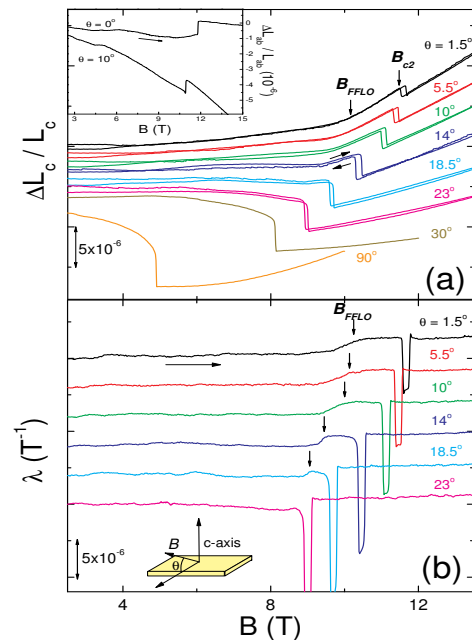 θ=0°
θ =10°
ΔL_ab / L_ab (10^-6)
0
-1
-2
-3
-4
-5
3 6 9 12 15
B (T)
B_FFLO
B_c2
θ = 1.5°
5.5°
10°
14°
18.5°
23°
30°
90°
ΔL_c / L_c
5x10^-6
(a)
B_FFLO
θ = 1.5°
5.5°
10°
14°
18.5°
23°
λ (T^-1)
5x10^-6
B
c-axis
θ
(b)
4 8 12
B (T)